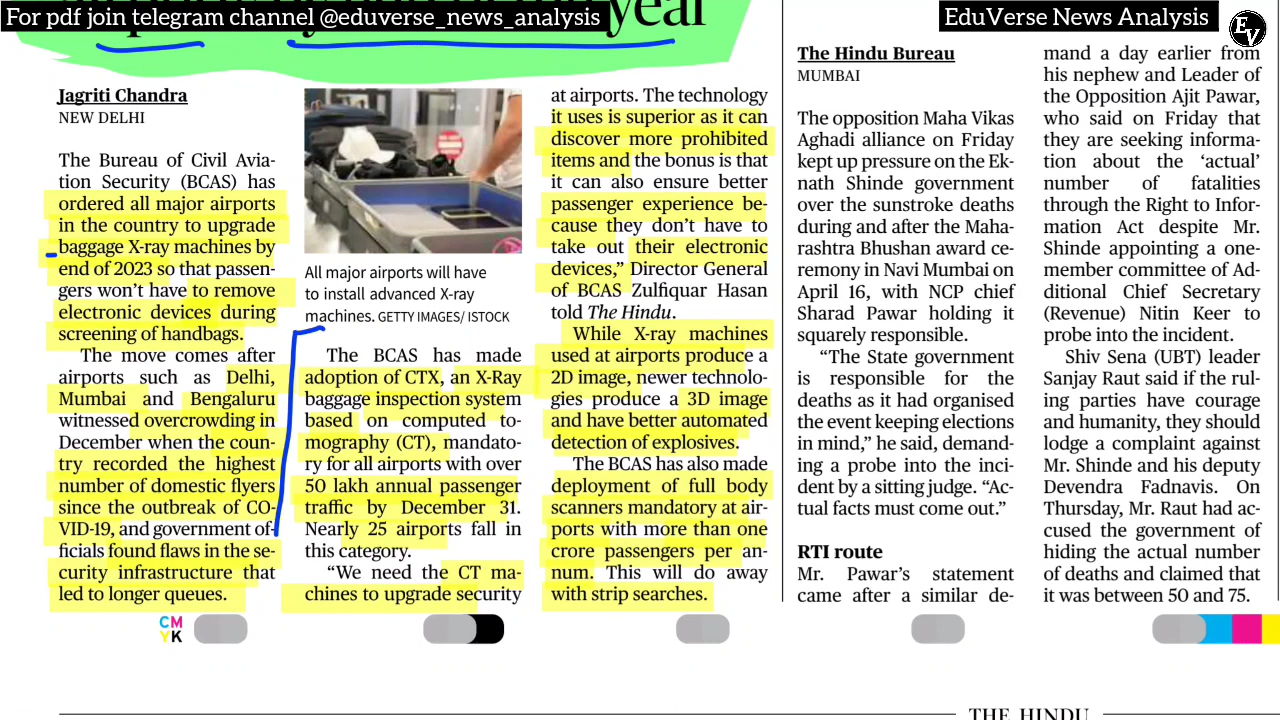 For pdf join telegram channel @eduverse_news_analysis
year
EduVerse News Analysis
EV
Jagriti Chandra
NEW DELHI
The Bureau of Civil Avia-
tion Security (BCAS) has
ordered all major airports
in the country to upgrade
baggage X-ray machines by
end of 2023 so that passen-
gers won't have to remove
electronic devices during
screening of handbags.
The move comes after
airports such as Delhi,
Mumbai and Bengaluru
witnessed overcrowding in
December when the coun-
try recorded the highest
number of domestic flyers
since the outbreak of CO-
VID-19, and government of-
ficials found flaws in the se-
curity infrastructure that
led to longer queues.
All major airports will have
to install advanced X-ray
machines. GETTY IMAGES/ ISTOCK
The BCAS has made
adoption of CTX, an X-Ray
baggage inspection system
based on computed to-
mography (CT), mandato-
ry for all airports with over
50 lakh annual passenger
traffic by December 31.
Nearly 25 airports fall in
this category.
“We need the CT ma-
chines to upgrade security
at airports. The technology
it uses is superior as it can
discover more prohibited
items and the bonus is that
it can also ensure better
passenger experience be-
cause they don't have to
take out their electronic
devices,” Director General
of BCAS Zulfiquar Hasan
told The Hindu.
While X-ray machines
used at airports produce a
2D image, newer technolo-
gies produce a 3D image
and have better automated
detection of explosives.
The BCAS has also made
deployment of full body
scanners mandatory at air-
ports with more than one
crore passengers per an-
num. This will do away
with strip searches.
The Hindu Bureau
MUMBAI
The opposition Maha Vikas
Aghadi alliance on Friday
kept up pressure on the Ek-
nath Shinde government
over the sunstroke deaths
during and after the Maha-
rashtra Bhushan award ce-
remony in Navi Mumbai on
April 16, with NCP chief
Sharad Pawar holding it
squarely responsible.
“The State government
is responsible for the
deaths as it had organised
the event keeping elections
in mind,” he said, demand-
ing a probe into the inci-
dent by a sitting judge. “Ac-
tual facts must come out.”
RTI route
Mr. Pawar's statement
came after a similar de-
mand a day earlier from
his nephew and Leader of
the Opposition Ajit Pawar,
who said on Friday that
they are seeking informa-
tion about the ‘actual’
number of fatalities
through the Right to Infor-
mation Act despite Mr.
Shinde appointing a one-
member committee of Ad-
ditional Chief Secretary
(Revenue) Nitin Keer to
probe into the incident.
Shiv Sena (UBT) leader
Sanjay Raut said if the rul-
ing parties have courage
and humanity, they should
lodge a complaint against
Mr. Shinde and his deputy
Devendra Fadnavis. On
Thursday, Mr. Raut had ac-
cused the government of
hiding the actual number
of deaths and claimed that
it was between 50 and 75.
CM
YK
THE HINDU